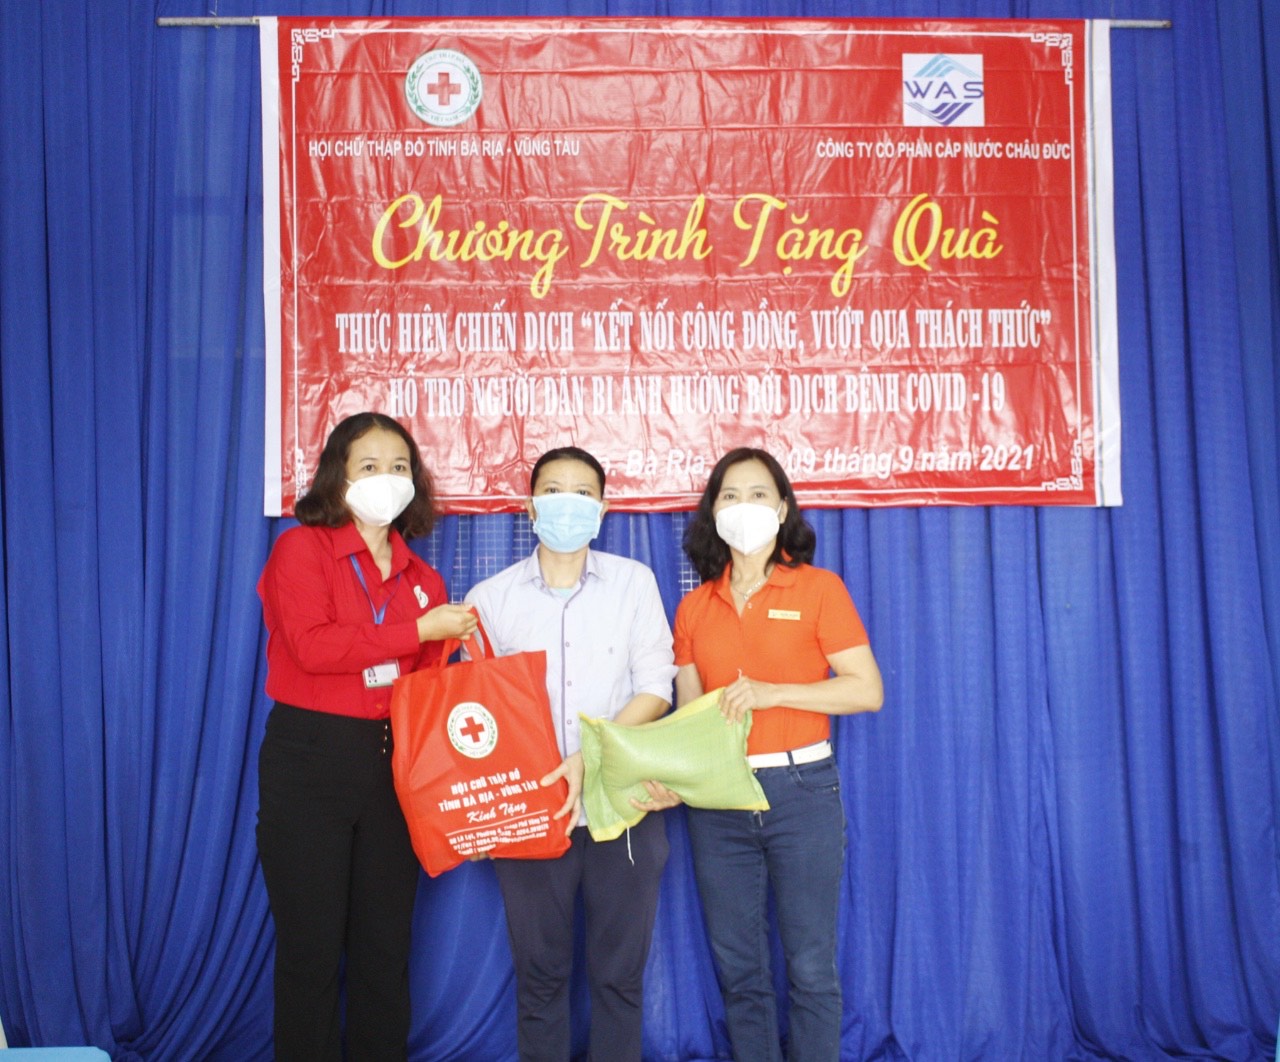 WAS
HỘI CHỮ THẬP ĐỎ TỈNH BÀ RỊA - VŨNG TÀU
CÔNG TY CỔ PHẦN CẤP NƯỚC CHÂU ĐỨC
Chương Trình Tặng Quà
THỰC HIỆN CHIẾN DỊCH “KẾT NỐI CỘNG ĐỒNG, VƯỢT QUA THÁCH THỨC”
HỖ TRỢ NGƯỜI DÂN BỊ ẢNH HƯỞNG BỞI DỊCH BỆNH COVID -19
Bà Rịa, 09 tháng 9 năm 2021
HỘI CHỮ THẬP ĐỎ
TỈNH BÀ RỊA - VŨNG TÀU
Kính Tặng